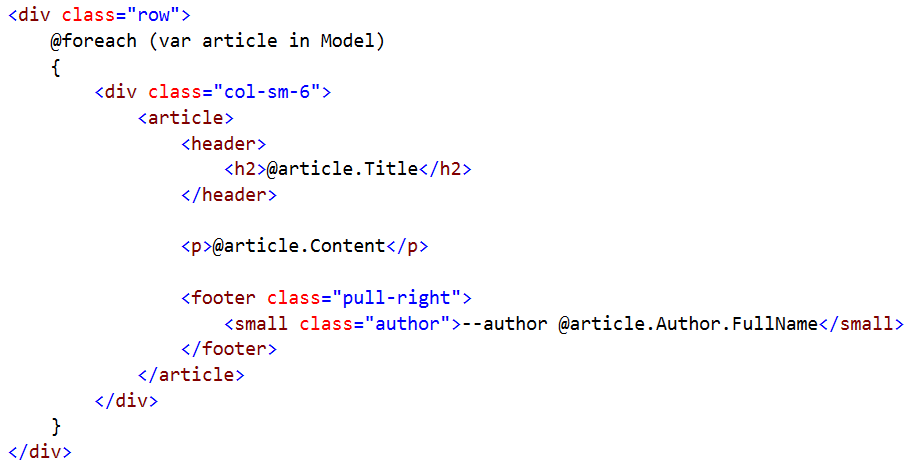 <div class="row">
    @foreach (var article in Model)
    {
        <div class="col-sm-6">
            <article>
                <header>
                    <h2>@article.Title</h2>
                </header>

                <p>@article.Content</p>

                <footer class="pull-right">
                    <small class="author">--author @article.Author.FullName</small>
                </footer>
            </article>
        </div>
    }
</div>